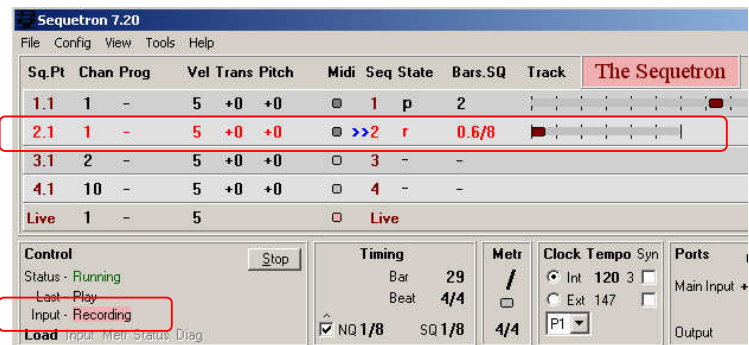 Sequetron 7.20
File Config View Tools Help
Sq.Pt Chan Prog Vel Trans Pitch Midi Seq State Bars.SQ Track The Sequetron
1.1 1 - 5 +0 +0 1 p 2
2.1 1 - 5 +0 +0 >>2 r 0.6/8
3.1 2 - 5 +0 +0 3 - -
4.1 10 - 5 +0 +0 4 - -
Live 1 - 5 Live
Control Stop Timing Metr Clock Tempo Syn Ports
Status - Running Bar 29 / Int 120 3
Last - Play Beat 4/4 Ext 147 Main Input +
Input - Recording
Load Input Metr Status Diag NQ 1/8 SQ 1/8 4/4 P1 Output